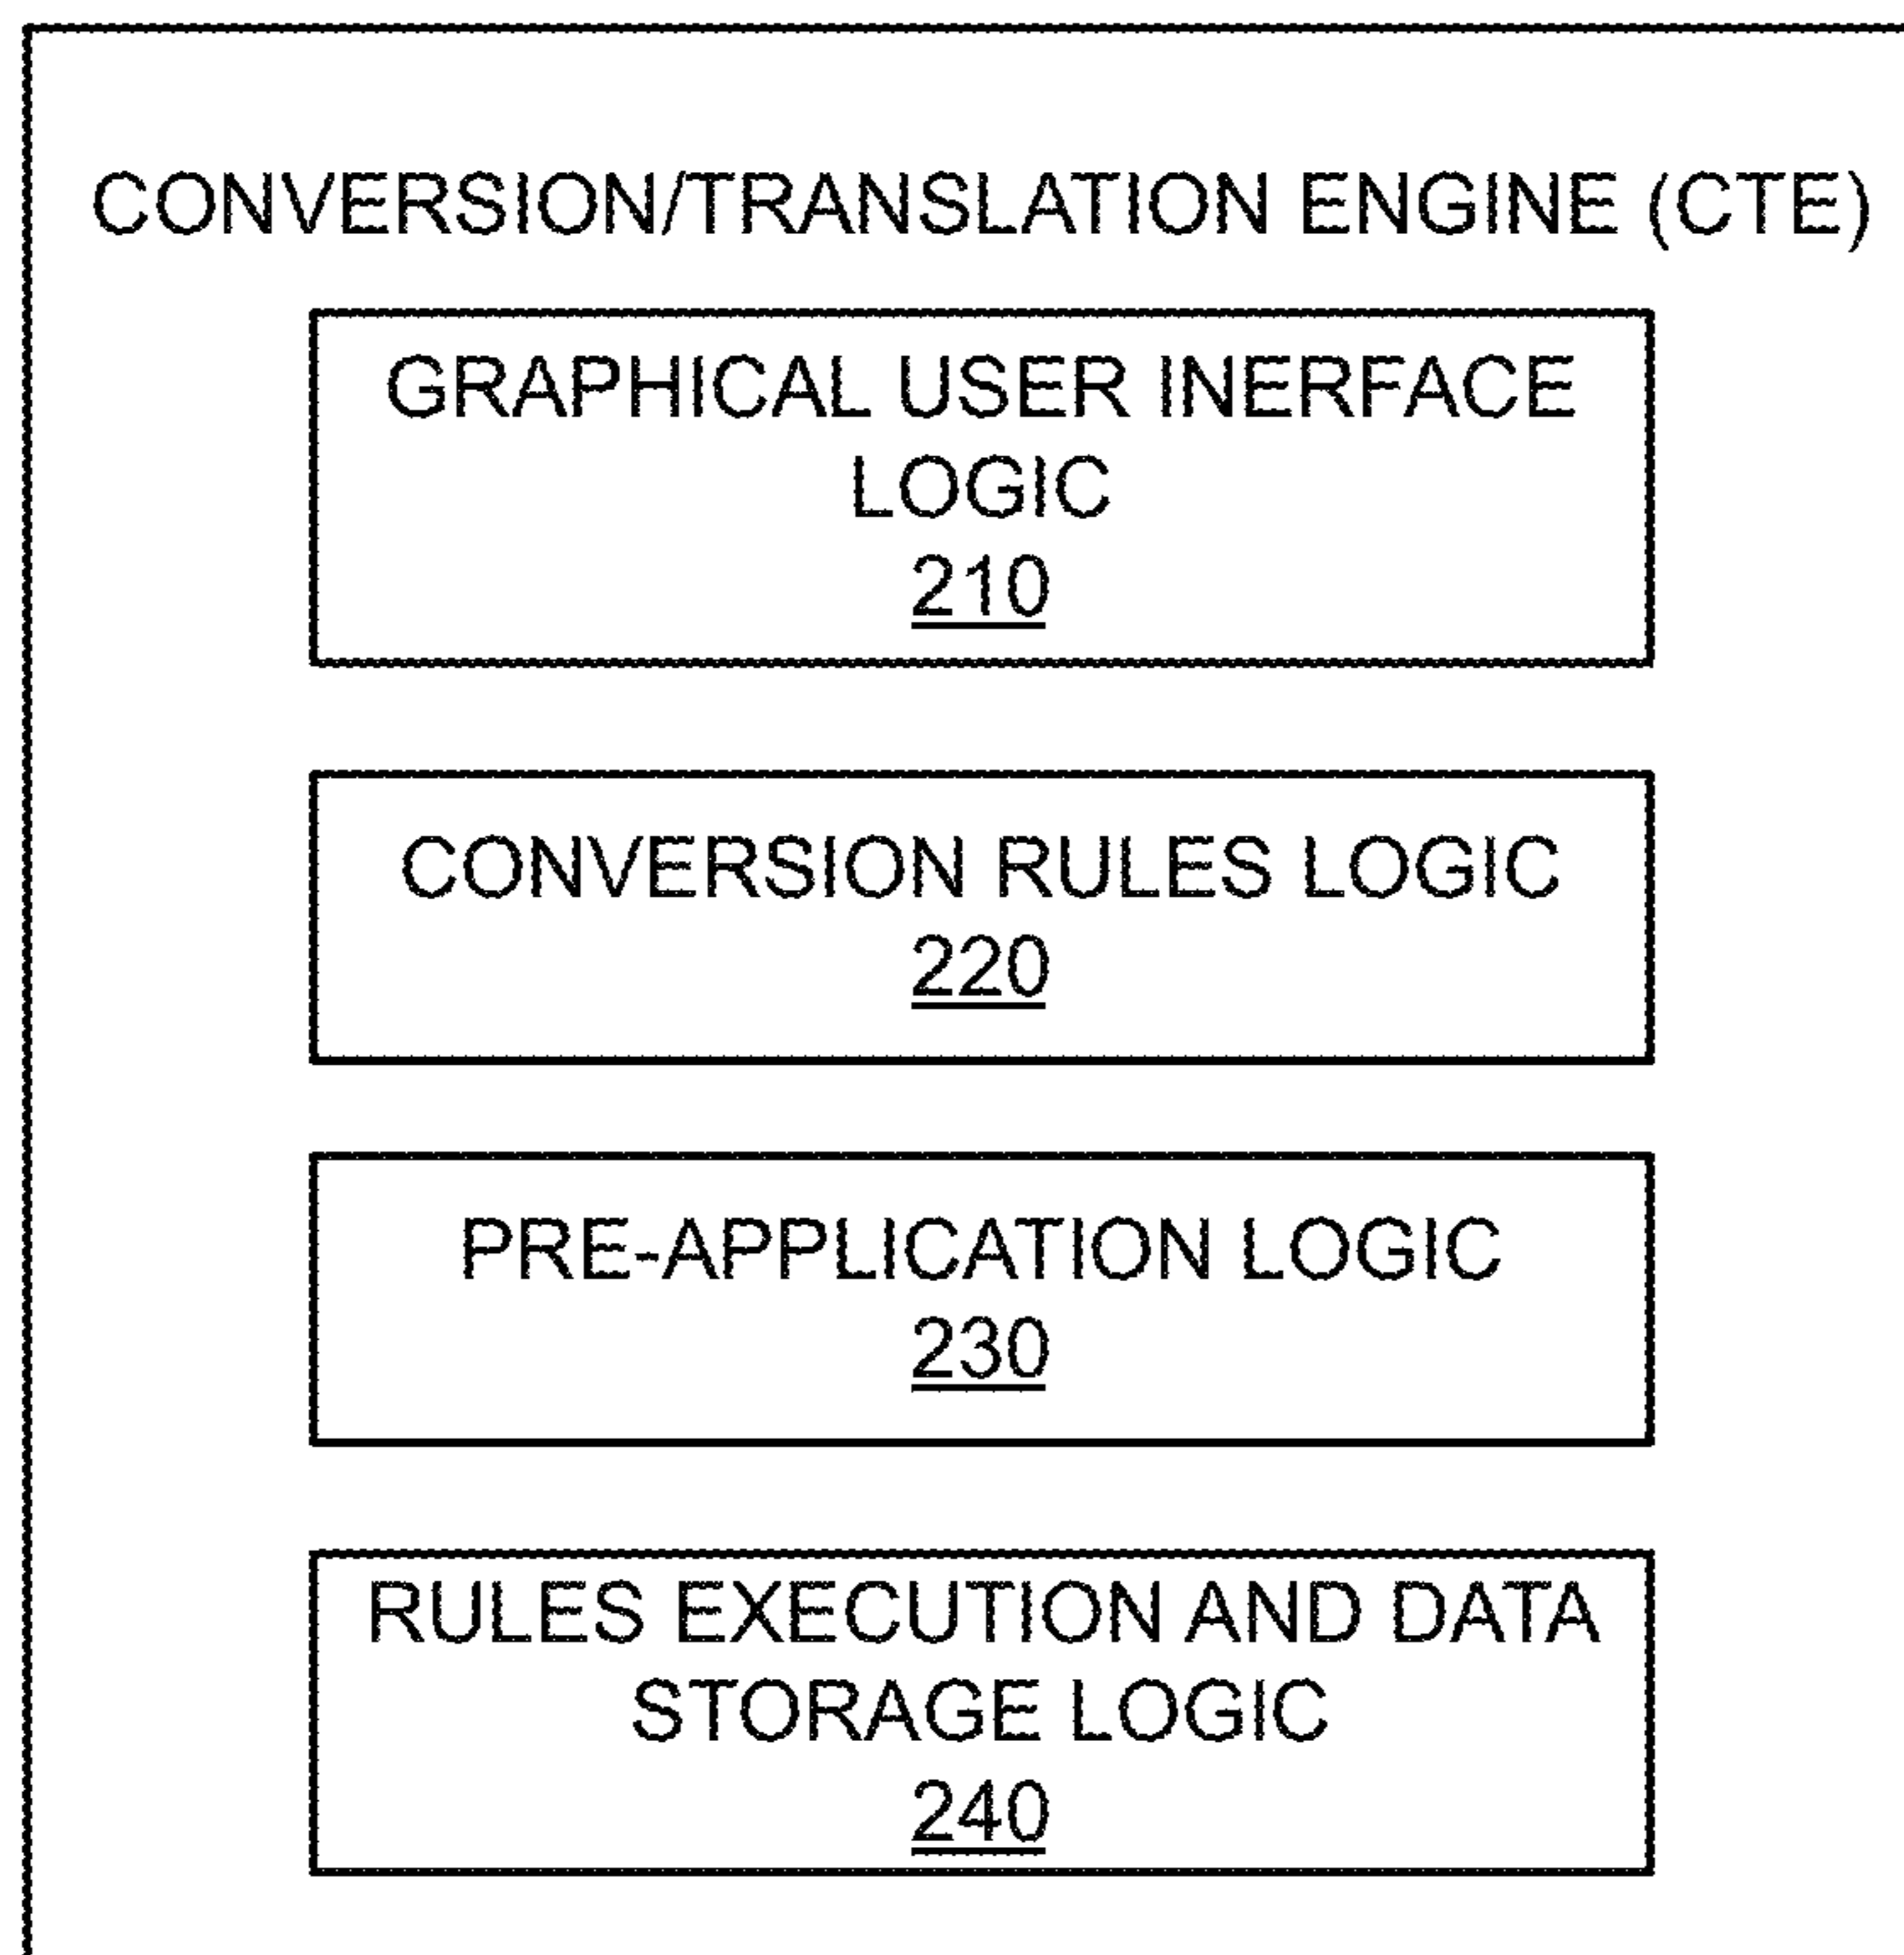 CONVERSION/TRANSLATION ENGINE (CTE)
GRAPHICAL USER INERFACE
LOGIC
210
CONVERSION RULES LOGIC
220
PRE-APPLICATION LOGIC
230
RULES EXECUTION AND DATA
STORAGE LOGIC
240